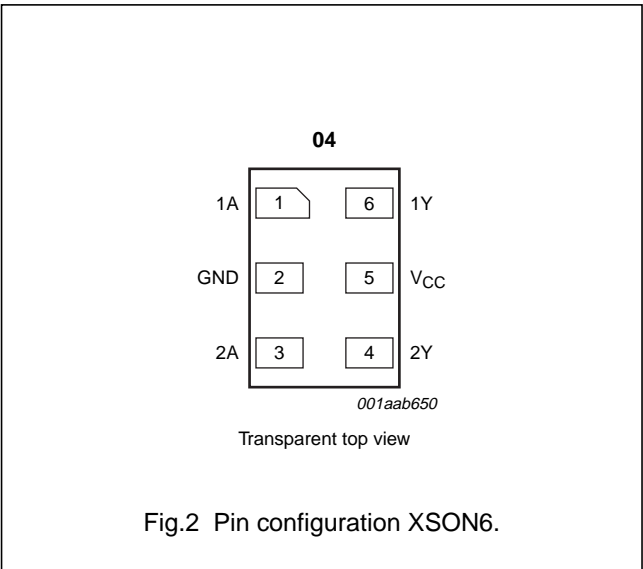 04
1A 1 6 1Y
GND 2 5 VCC
2A 3 4 2Y
001aab650
Transparent top view
Fig.2 Pin configuration XSON6.